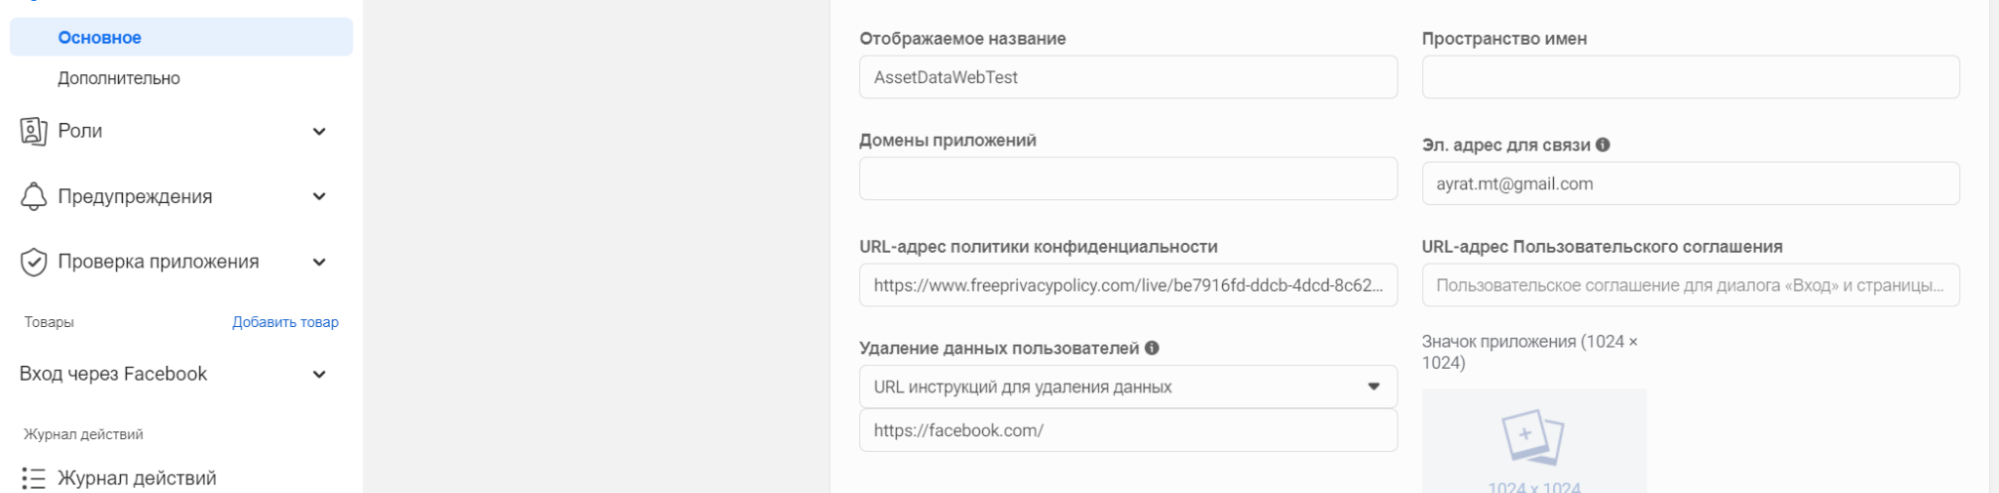 Основное
Дополнительно
Роли
Предупреждения
Проверка приложения
Товары
Добавить товар
Вход через Facebook
Журнал действий
Журнал действий
Отображаемое название
AssetDataWebTest
Пространство имен
Домены приложений
Эл. адрес для связи
ayrat.mt@gmail.com
URL-адрес политики конфиденциальности
https://www.freeprivacypolicy.com/live/be7916fd-ddcb-4dcd-8c62...
URL-адрес Пользовательского соглашения
Пользовательское соглашение для диалога «Вход» и страницы...
Удаление данных пользователей
URL инструкций для удаления данных
https://facebook.com/
Значок приложения (1024 ×
1024)
1024 x 1024